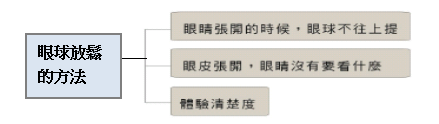 眼球放鬆
的方法
眼睛張開的時候，眼球不往上提
眼皮張開，眼睛沒有要看什麼
體驗清楚度